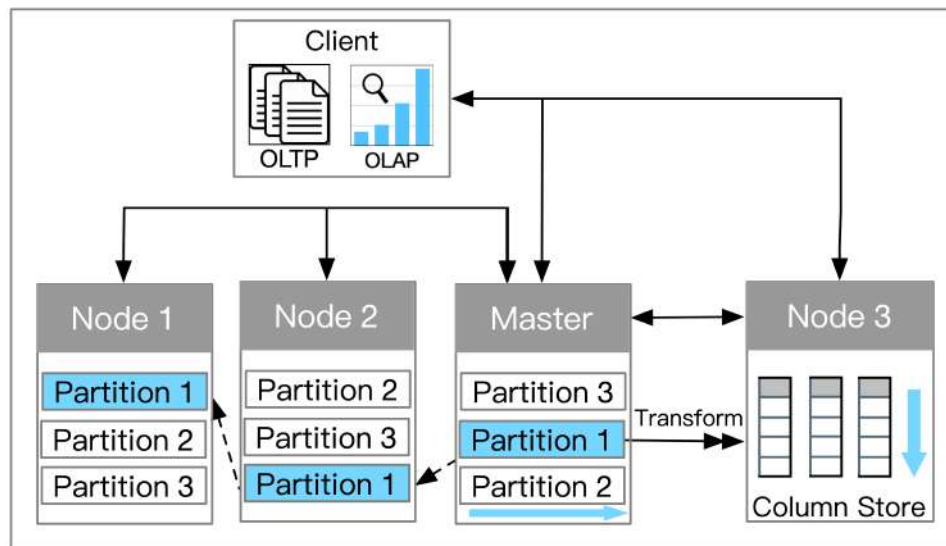 Client
OLTP
OLAP
Node 1
Partition 1
Partition 2
Partition 3
Node 2
Partition 2
Partition 3
Partition 1
Master
Partition 3
Partition 1
Partition 2
Transform
Node 3
Column Store